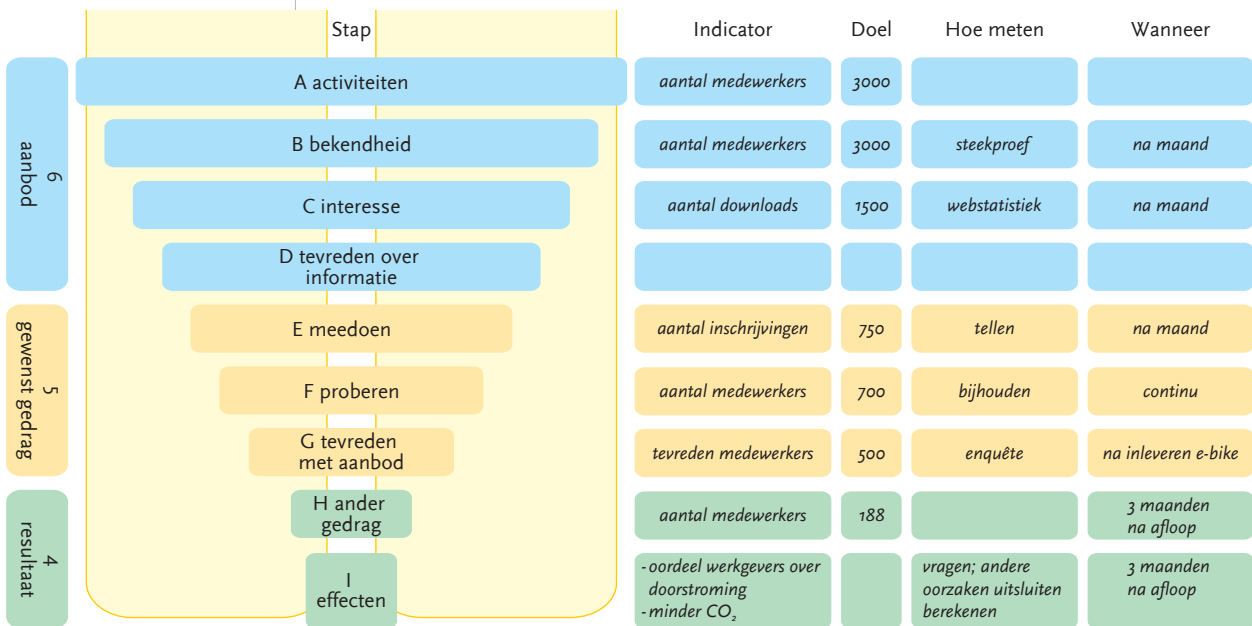 Stap Indicator Doel Hoe meten Wanneer
6
aanbod
A activiteiten aantal medewerkers 3000
B bekendheid aantal medewerkers 3000 steekproef na maand
C interesse aantal downloads 1500 webstatistiek na maand
D tevreden over
informatie
5
gewenst gedrag
E meedoen aantal inschrijvingen 750 tellen na maand
F proberen aantal medewerkers 700 bijhouden continu
G tevreden
met aanbod
tevreden medewerkers 500 enquête na inleveren e-bike
4
resultaat
H ander
gedrag
aantal medewerkers 188
3 maanden
na afloop
I
effecten
- oordeel werkgevers over
doorstroming
- minder CO₂
vragen; andere
oorzaken uitsluiten
berekenen
3 maanden
na afloop